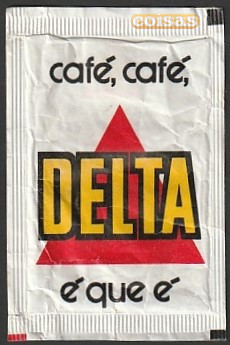 coisas
café, café,
DELTA
é que é